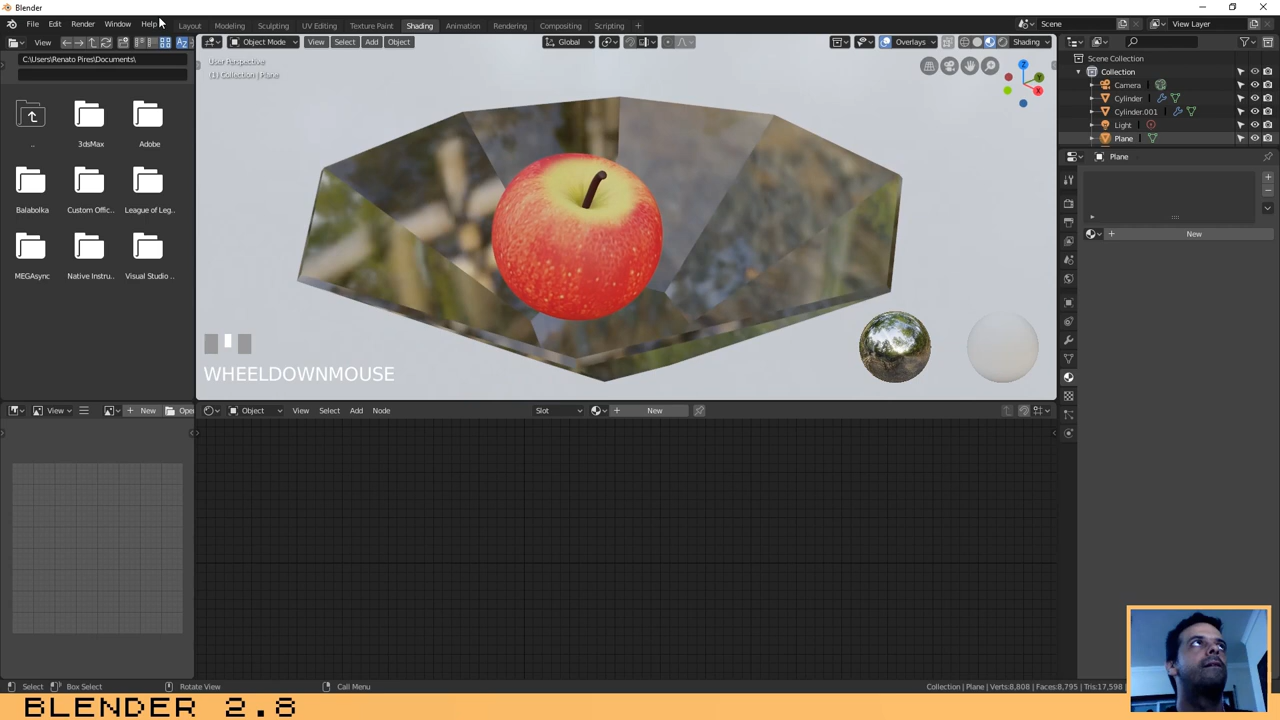 Blender
File Edit Render Window Help Layout Modeling Sculpting UV Editing Texture Paint Shading Animation Rendering Compositing Scripting + Scene View Layer
View Object Mode View Select Add Object Global Overlays Shading
C:\Users\Renato Pires\Documents\
User Perspective
(1) Collection | Plane
.. 3dsMax Adobe
Balabolka Custom Offic.. League of Leg..
MEGAsync Native Instru.. Visual Studio ..
Scene Collection
Collection
Camera
Cylinder
Cylinder.001
Light
Plane
Plane
New
X
Y
Z
WHEELDOWNMOUSE
View New Open Object View Select Add Node Slot New
Select Box Select Rotate View Call Menu Collection | Plane | Verts:8,808 | Faces:8,795 | Tris:17,598
BLENDER 2.8